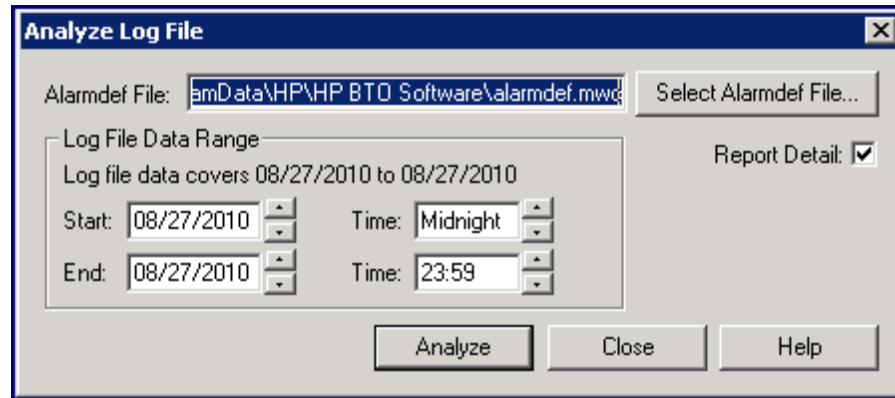 Analyze Log File
Alarmdef File: amData\HP\HP BTO Software\alarmdef.mwc Select Alarmdef File...
Log File Data Range
Report Detail:
Log file data covers 08/27/2010 to 08/27/2010
Start: 08/27/2010 Time: Midnight
End: 08/27/2010 Time: 23:59
Analyze Close Help